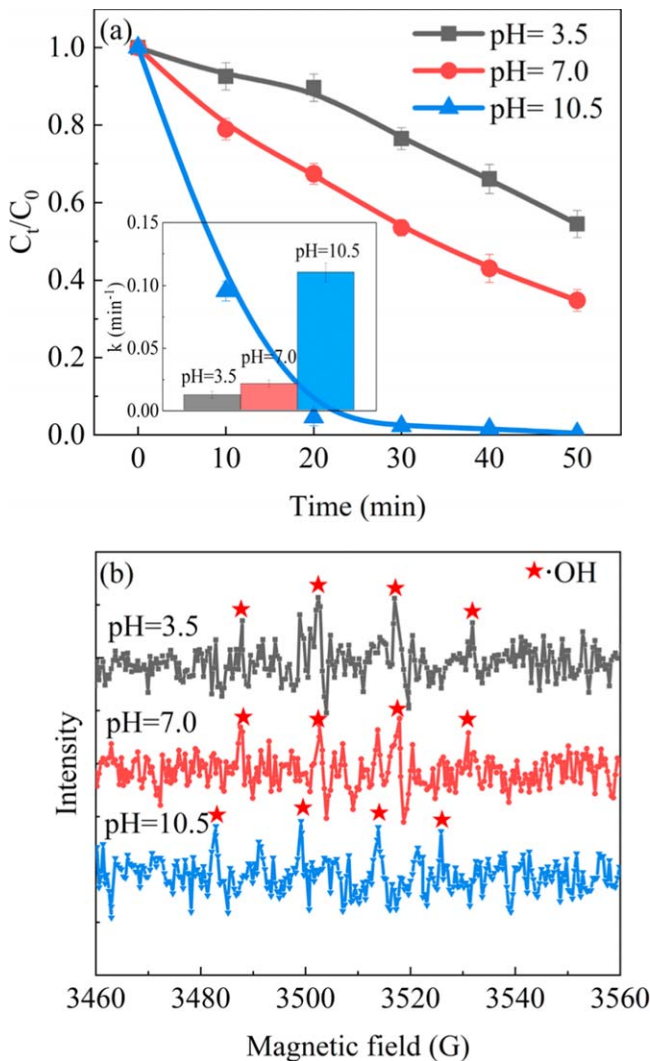 (a)
pH= 3.5
pH= 7.0
pH= 10.5
1.0
0.8
0.6
0.4
0.2
0.0
Cₜ/C₀
0.15
0.10
0.05
0.00
k (min⁻¹)
pH=3.5
pH=7.0
pH=10.5
0 10 20 30 40 50
Time (min)
(b)
·OH
pH=3.5
pH=7.0
pH=10.5
Intensity
3460 3480 3500 3520 3540 3560
Magnetic field (G)